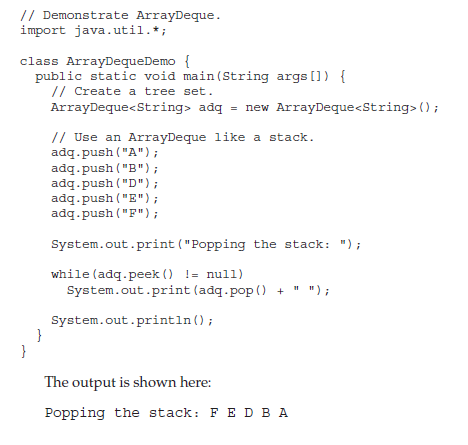 // Demonstrate ArrayDeque.
import java.util.*;
class ArrayDequeDemo {
public static void main(String args[]) {
// Create a tree set.
ArrayDeque<String> adq = new ArrayDeque<String>();
// Use an ArrayDeque like a stack.
adq.push("A");
adq.push("B");
adq.push("D");
adq.push("E");
adq.push("F");
System.out.print("Popping the stack: ");
while(adq.peek() != null)
System.out.print(adq.pop() + " ");
System.out.println();
}
}
The output is shown here:
Popping the stack: F E D B A